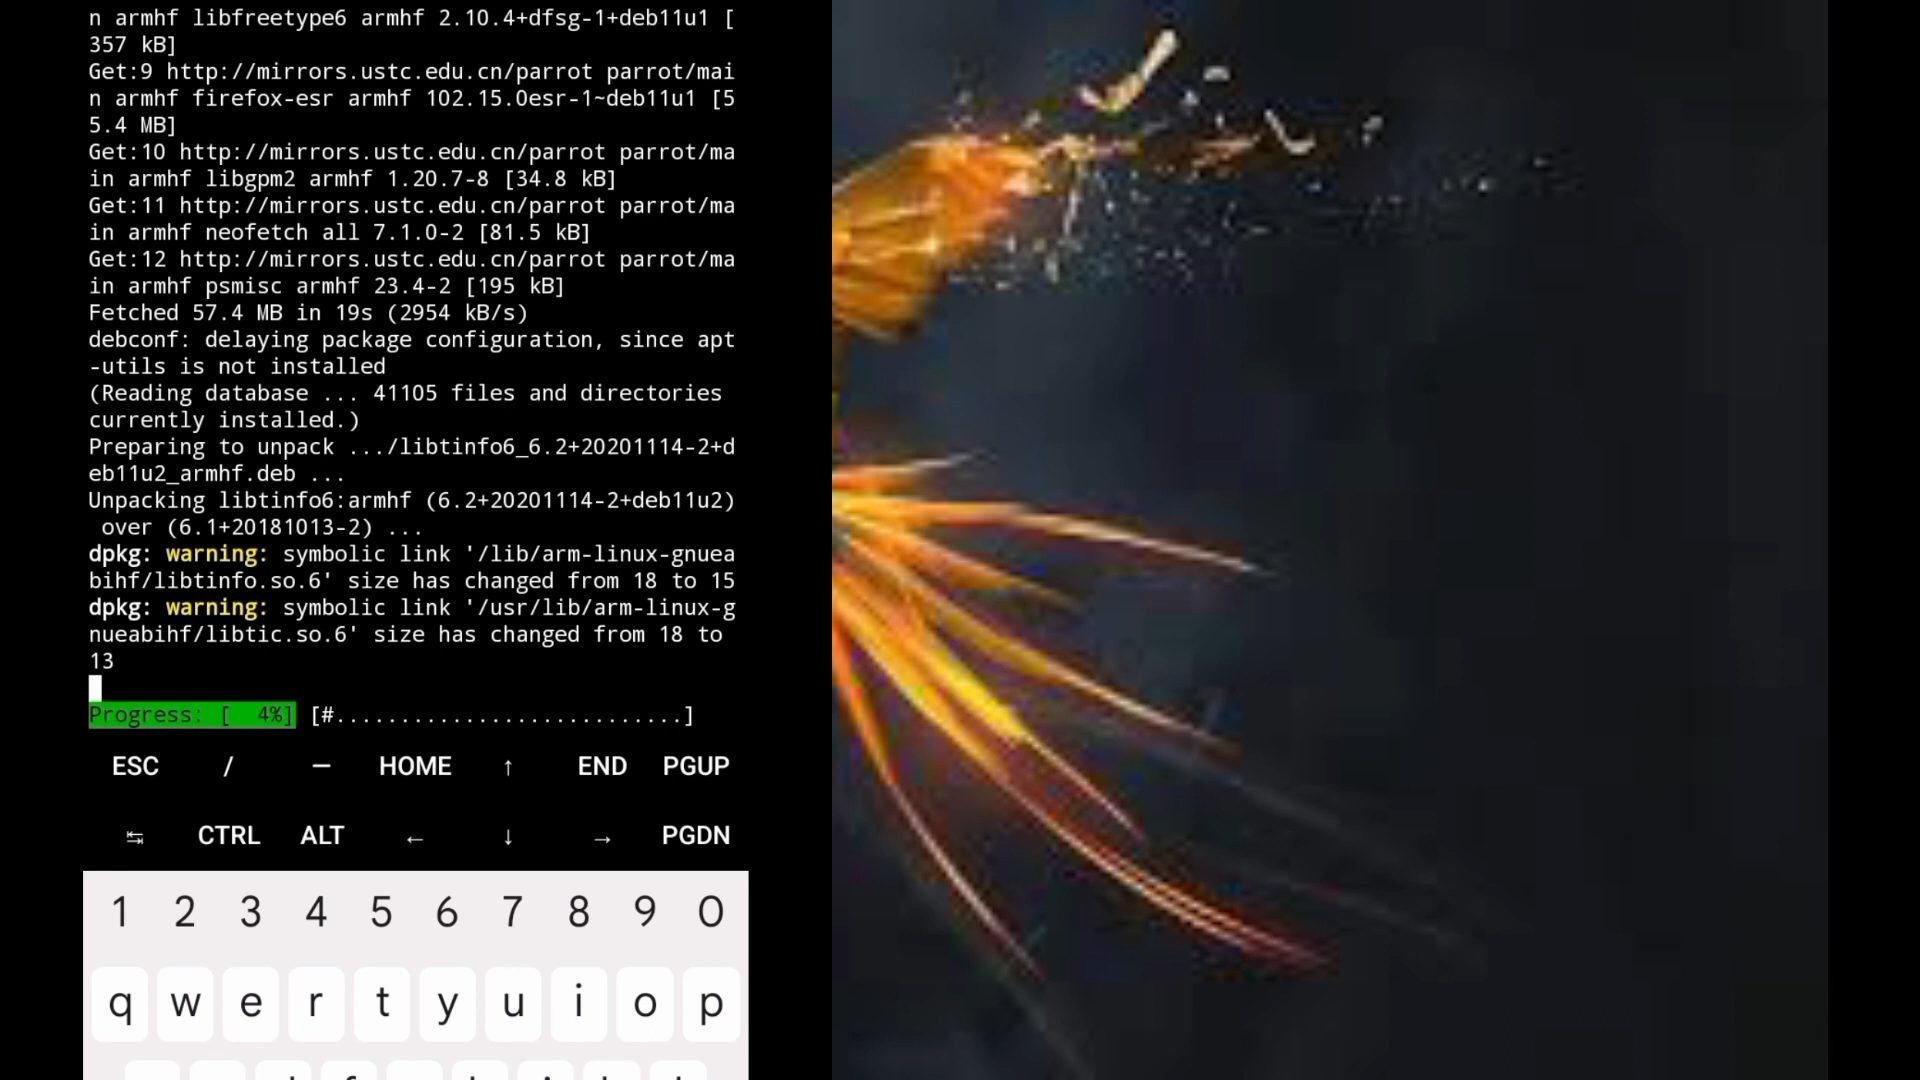 n armhf libfreetype6 armhf 2.10.4+dfsg-1+deb11u1 [
357 kB]
Get:9 http://mirrors.ustc.edu.cn/parrot parrot/mai
n armhf firefox-esr armhf 102.15.0esr-1~deb11u1 [5
5.4 MB]
Get:10 http://mirrors.ustc.edu.cn/parrot parrot/ma
in armhf libgpm2 armhf 1.20.7-8 [34.8 kB]
Get:11 http://mirrors.ustc.edu.cn/parrot parrot/ma
in armhf neofetch all 7.1.0-2 [81.5 kB]
Get:12 http://mirrors.ustc.edu.cn/parrot parrot/ma
in armhf psmisc armhf 23.4-2 [195 kB]
Fetched 57.4 MB in 19s (2954 kB/s)
debconf: delaying package configuration, since apt
-utils is not installed
(Reading database ... 41105 files and directories
currently installed.)
Preparing to unpack .../libtinfo6_6.2+20201114-2+d
eb11u2_armhf.deb ...
Unpacking libtinfo6:armhf (6.2+20201114-2+deb11u2)
 over (6.1+20181013-2) ...
dpkg: warning: symbolic link '/lib/arm-linux-gnuea
bihf/libtinfo.so.6' size has changed from 18 to 15
dpkg: warning: symbolic link '/usr/lib/arm-linux-g
nueabihf/libtic.so.6' size has changed from 18 to
13
Progress: [  4%] [#...........................]
ESC / — HOME ↑ END PGUP
↹ CTRL ALT ← ↓ → PGDN
1 2 3 4 5 6 7 8 9 0
q w e r t y u i o p